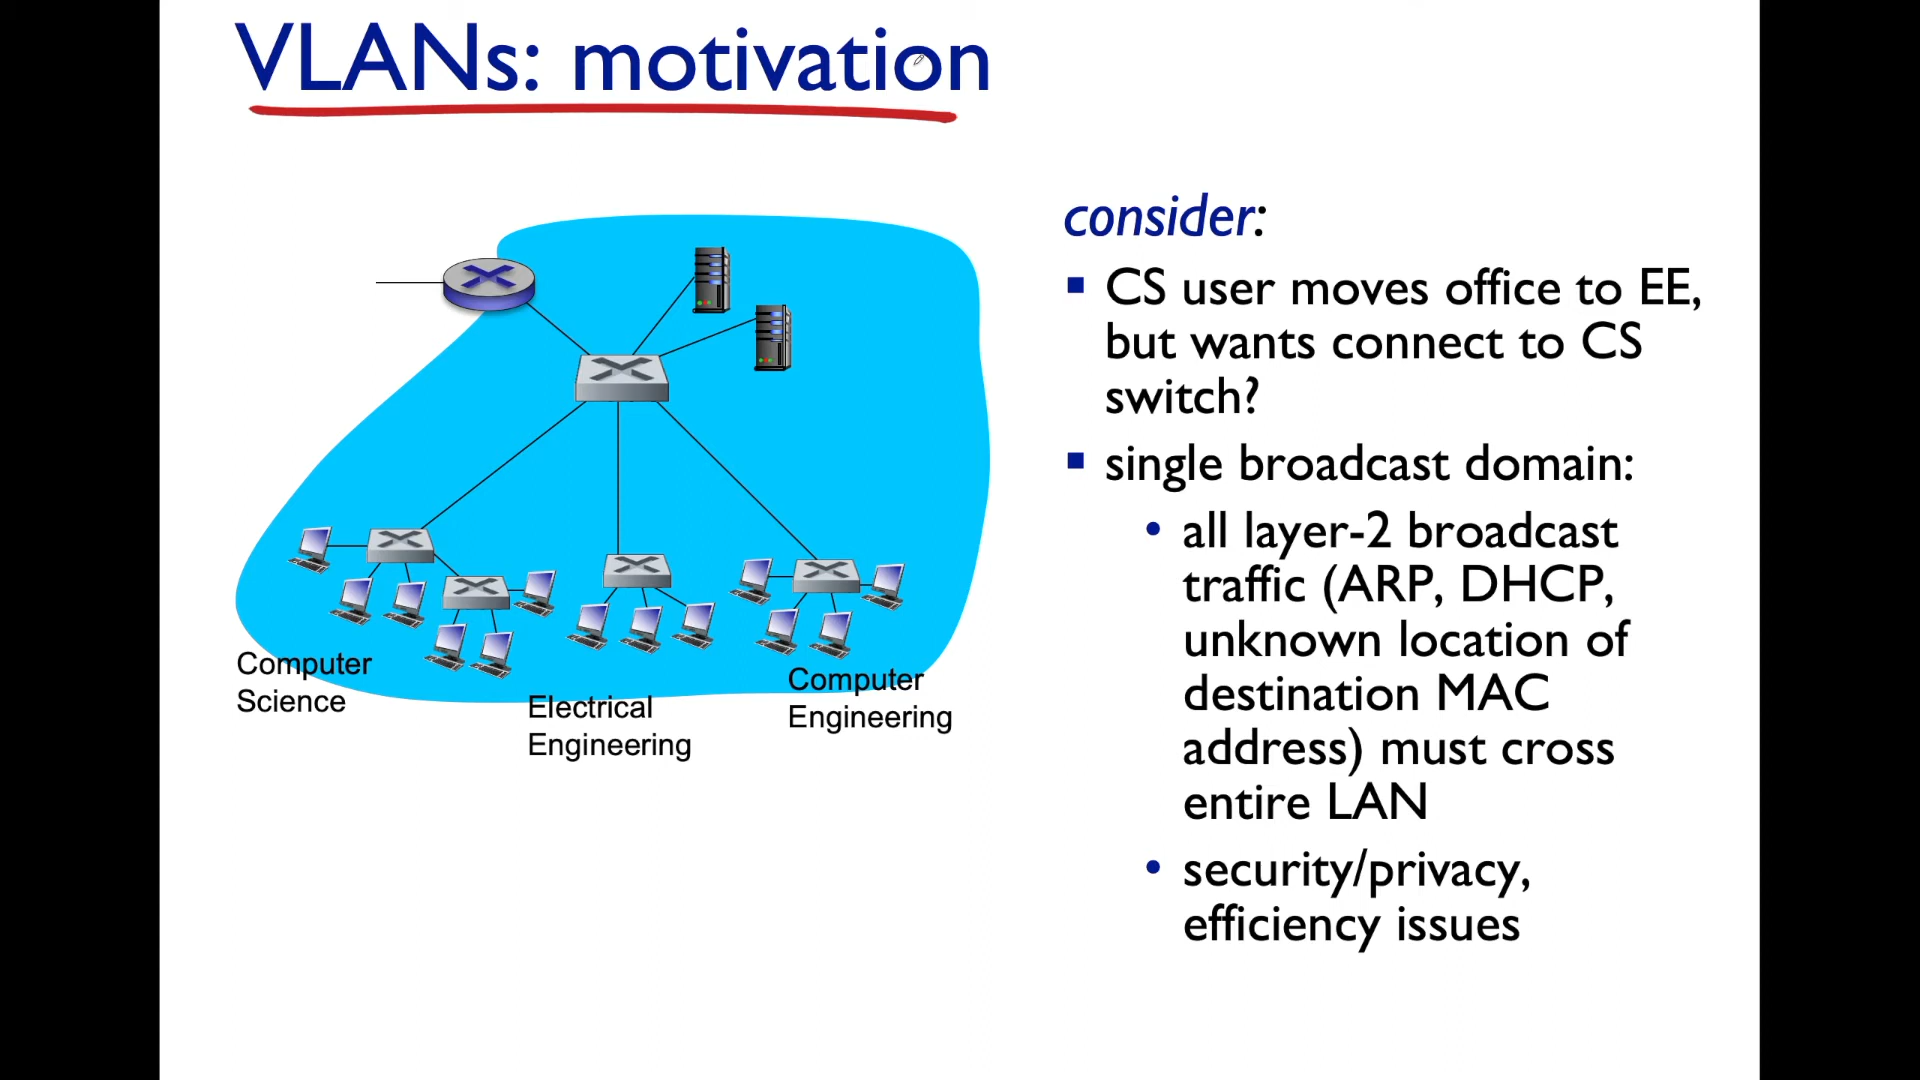 VLANs: motivation
consider:
CS user moves office to EE,
but wants connect to CS
switch?
single broadcast domain:
all layer-2 broadcast
traffic (ARP, DHCP,
unknown location of
destination MAC
address) must cross
entire LAN
security/privacy,
efficiency issues
Computer
Science
Electrical
Engineering
Computer
Engineering